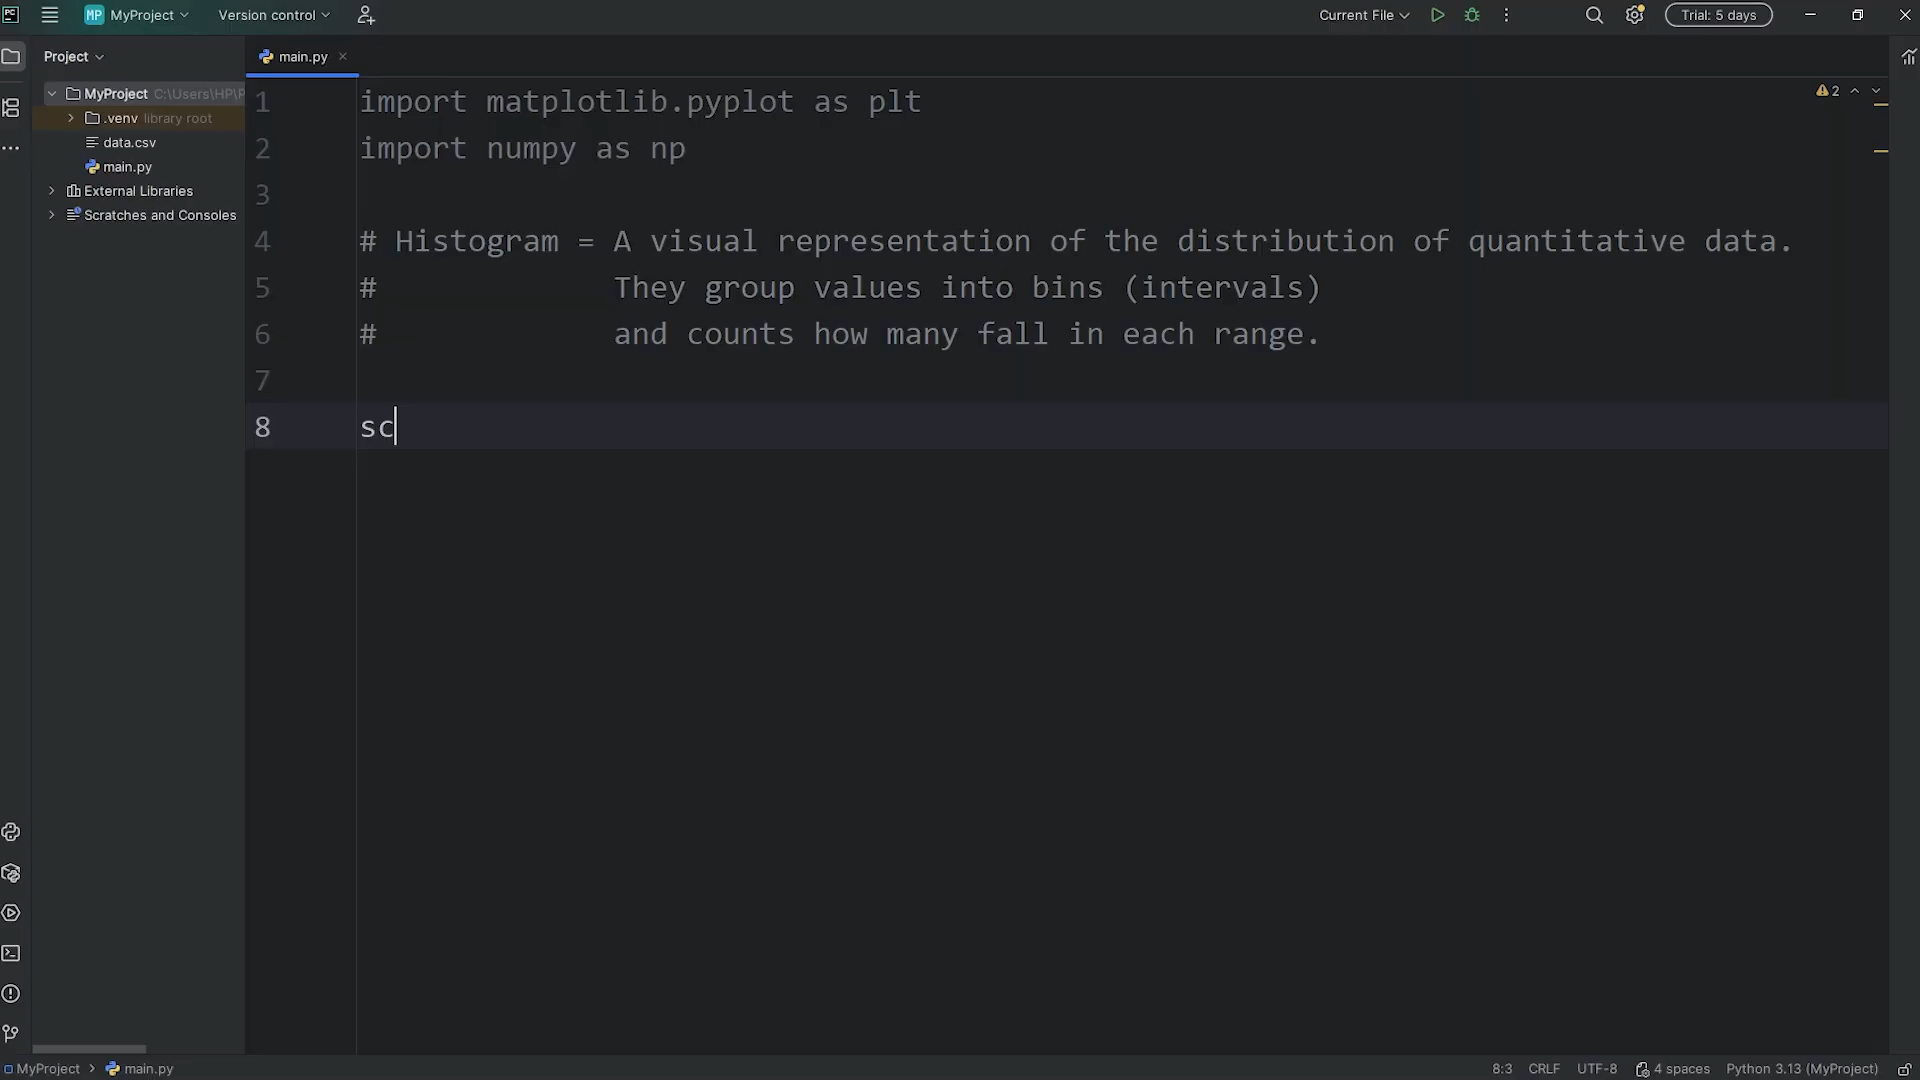 PC MP MyProject Version control Current File Trial: 5 days
Project main.py
MyProject C:\Users\HP\P
.venv library root
data.csv
main.py
External Libraries
Scratches and Consoles
1 import matplotlib.pyplot as plt
2 2 import numpy as np
3
4 # Histogram = A visual representation of the distribution of quantitative data.
5 # They group values into bins (intervals)
6 # and counts how many fall in each range.
7
8 sc
MyProject main.py 8:3 CRLF UTF-8 4 spaces Python 3.13 (MyProject)